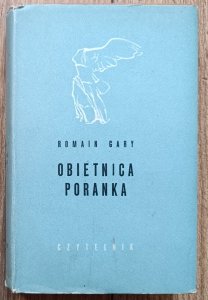 ROMAIN GARY
OBIETNICA
PORANKA
CZYTELNIK